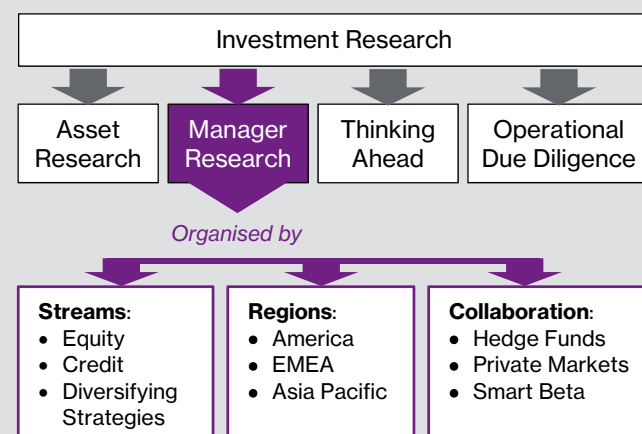 Investment Research
Asset
Research
Manager
Research
Thinking
Ahead
Operational
Due Diligence
Organised by
Streams:
• Equity
• Credit
• Diversifying
Strategies
Regions:
• America
• EMEA
• Asia Pacific
Collaboration:
• Hedge Funds
• Private Markets
• Smart Beta